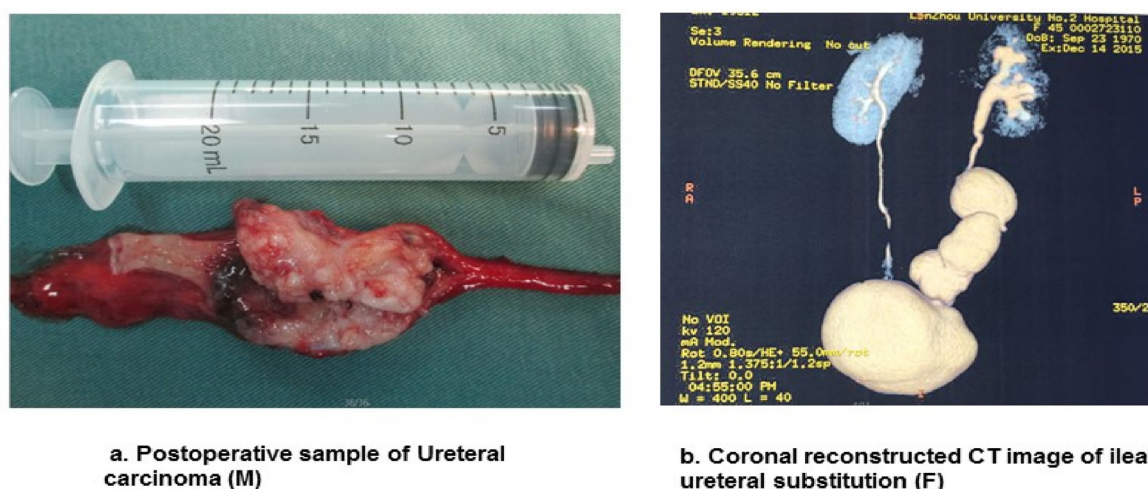 20 mL
15
10
5
36/36
LanZhou University No.2 Hospital
F 45 0002723110
DoB: Sep 23 1970
Ex:Dec 14 2015
Se:3
Volume Rendering No cut
DFOV 35.6 cm
STND/SS40 No Filter
R
A
L
P
350/2
No VOI
kv 120
mA Mod.
Rot 0.80s/HE+ 55.0mm/rot
1.2mm 1.375:1/1.2sp
Tilt: 0.0
04:55:00 PM
W = 400 L = 40
I
a. Postoperative sample of Ureteral
carcinoma (M)
b. Coronal reconstructed CT image of ilea
ureteral substitution (F)